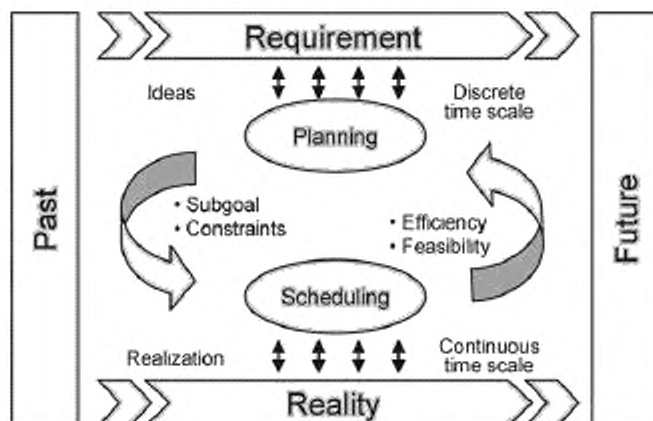 Requirement
Ideas
Discrete
time scale
Planning
Past
• Subgoal
• Constraints
• Efficiency
• Feasibility
Future
Scheduling
Realization
Continuous
time scale
Reality